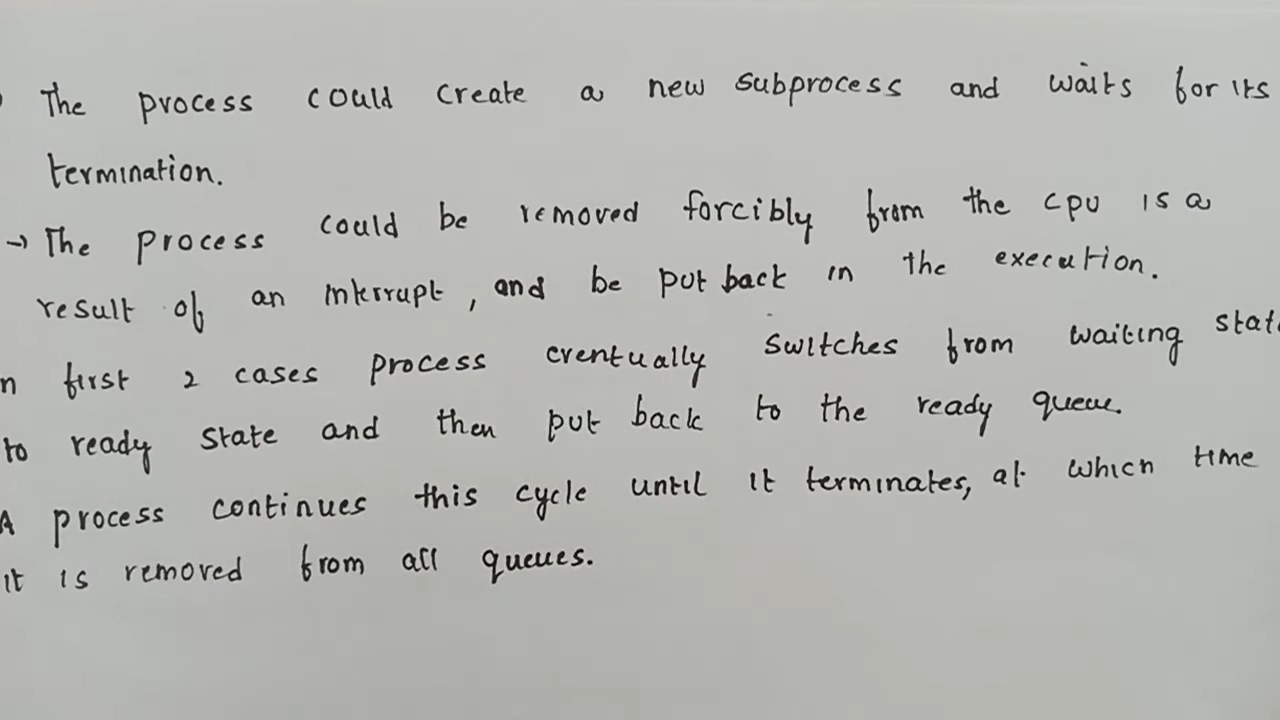 The process could create a new subprocess and waits for its
termination.
→ The process could be removed forcibly from the cpu is a
result of an interrupt, and be put back in the execution.
n first 2 cases process eventually switches from waiting state
to ready state and then put back to the ready queue.
A process continues this cycle until it terminates, at which time
it is removed from all queues.